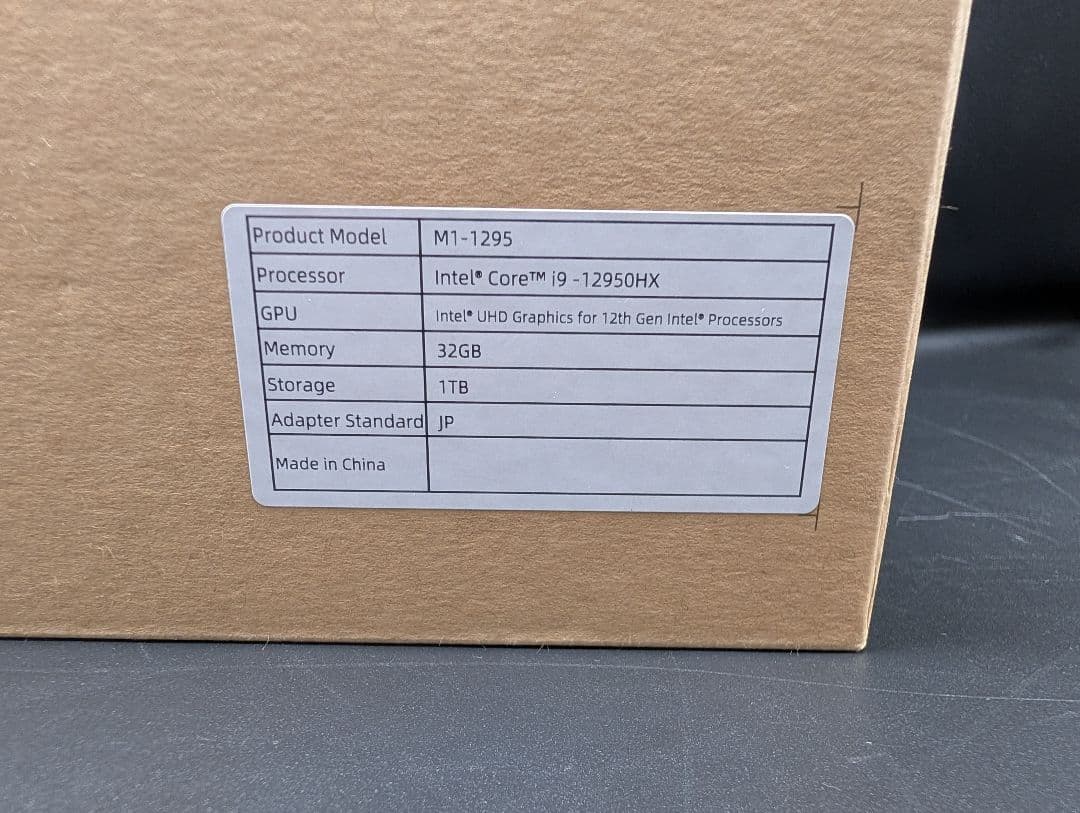 Product Model M1-1295
Processor Intel® Core™ i9 -12950HX
GPU Intel® UHD Graphics for 12th Gen Intel® Processors
Memory 32GB
Storage 1TB
Adapter Standard JP
Made in China